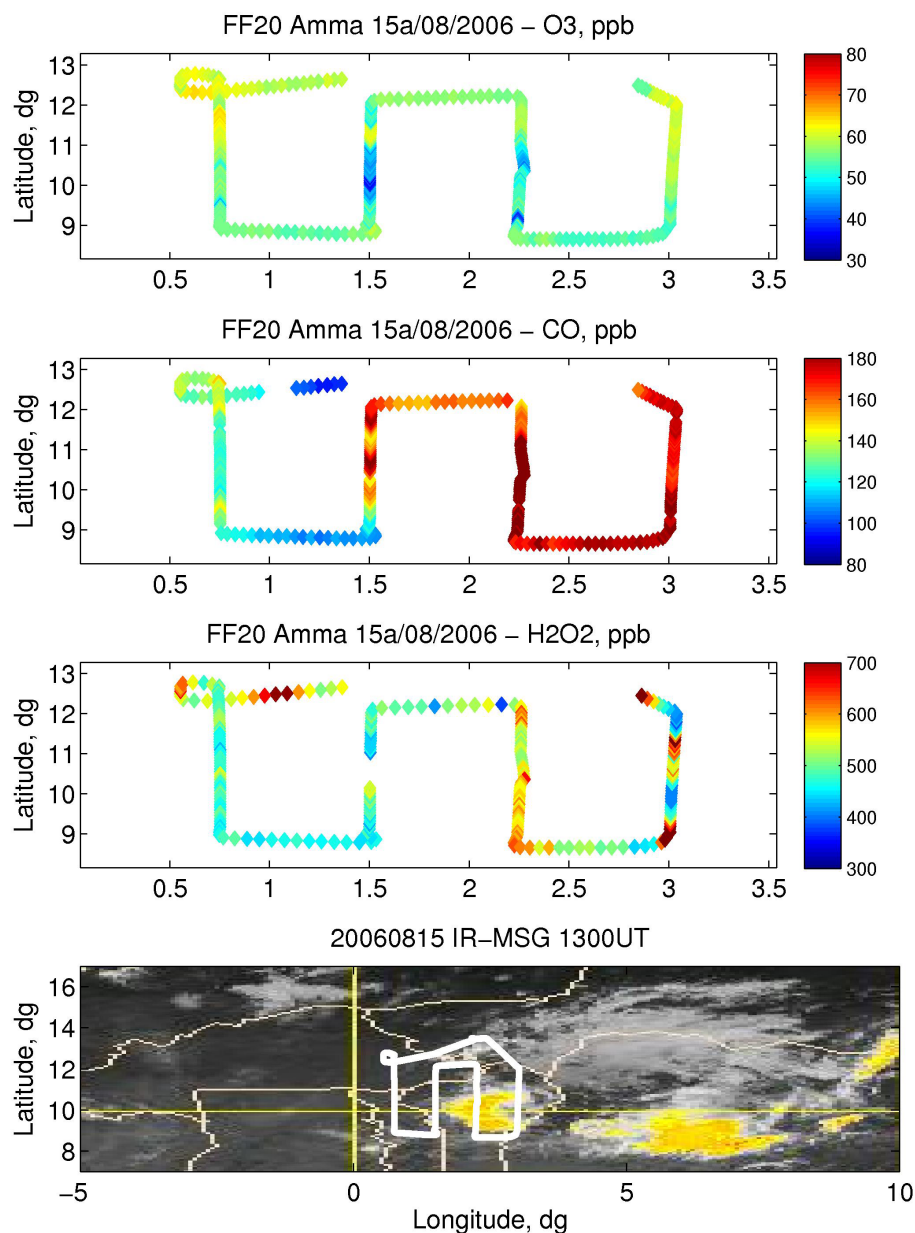 FF20 Amma 15a/08/2006 − O3, ppb
Latitude, dg
13
12
11
10
9
0.5 1 1.5 2 2.5 3 3.5
80
70
60
50
40
30
FF20 Amma 15a/08/2006 − CO, ppb
Latitude, dg
13
12
11
10
9
0.5 1 1.5 2 2.5 3 3.5
180
160
140
120
100
80
FF20 Amma 15a/08/2006 − H2O2, ppb
Latitude, dg
13
12
11
10
9
0.5 1 1.5 2 2.5 3 3.5
700
600
500
400
300
20060815 IR−MSG 1300UT
Latitude, dg
16
14
12
10
8
−5 0 5 10
Longitude, dg